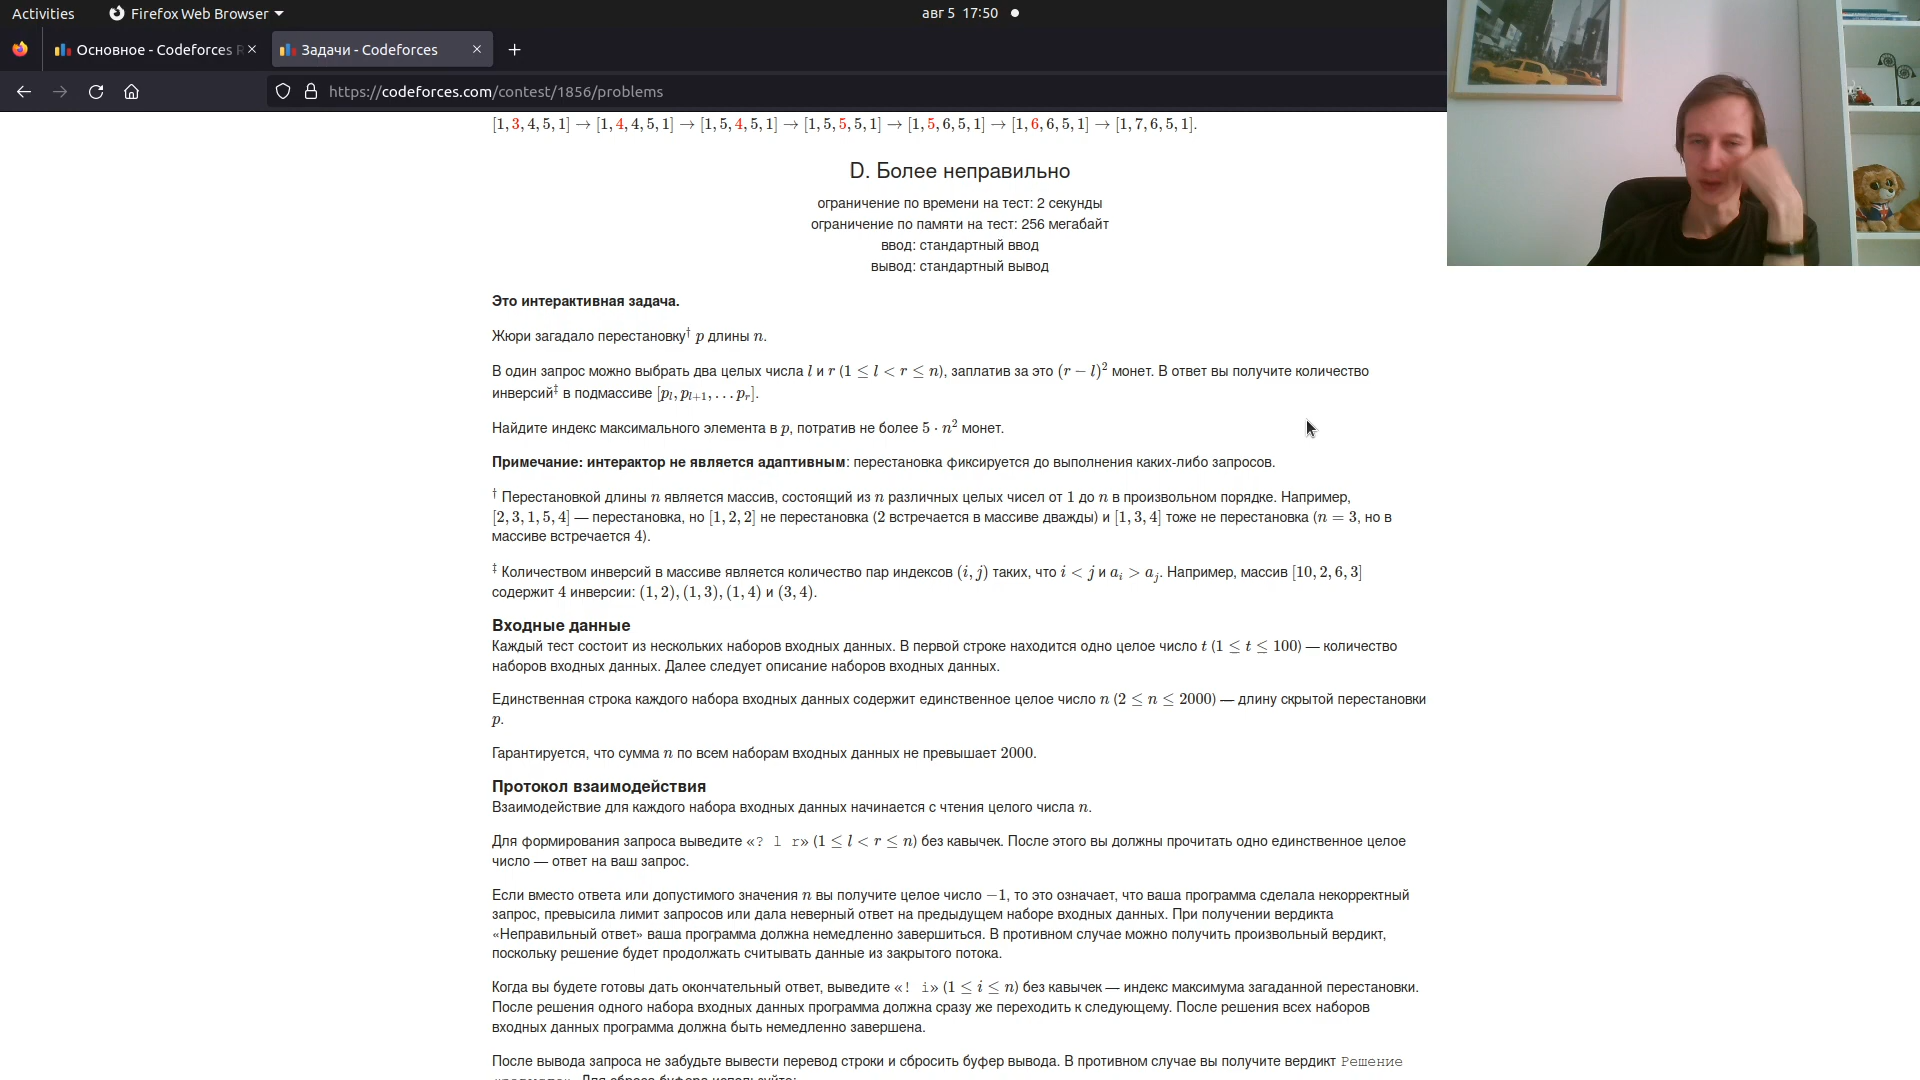 Activities
Firefox Web Browser
авг 5 17:50
Основное - Codeforces R
Задачи - Codeforces
https://codeforces.com/contest/1856/problems
[1, 3, 4, 5, 1] → [1, 4, 4, 5, 1] → [1, 5, 4, 5, 1] → [1, 5, 5, 5, 1] → [1, 5, 6, 5, 1] → [1, 6, 6, 5, 1] → [1, 7, 6, 5, 1].
D. Более неправильно
ограничение по времени на тест: 2 секунды
ограничение по памяти на тест: 256 мегабайт
ввод: стандартный ввод
вывод: стандартный вывод
Это интерактивная задача.
Жюри загадало перестановку† p длины n.
В один запрос можно выбрать два целых числа l и r (1 ≤ l < r ≤ n), заплатив за это (r − l)² монет. В ответ вы получите количество
инверсий‡ в подмассиве [pₗ, pₗ₊₁, … pᵣ].
Найдите индекс максимального элемента в p, потратив не более 5 · n² монет.
Примечание: интерактор не является адаптивным: перестановка фиксируется до выполнения каких-либо запросов.
† Перестановкой длины n является массив, состоящий из n различных целых чисел от 1 до n в произвольном порядке. Например,
[2, 3, 1, 5, 4] — перестановка, но [1, 2, 2] не перестановка (2 встречается в массиве дважды) и [1, 3, 4] тоже не перестановка (n = 3, но в
массиве встречается 4).
‡ Количеством инверсий в массиве является количество пар индексов (i, j) таких, что i < j и aᵢ > aⱼ. Например, массив [10, 2, 6, 3]
содержит 4 инверсии: (1, 2), (1, 3), (1, 4) и (3, 4).
Входные данные
Каждый тест состоит из нескольких наборов входных данных. В первой строке находится одно целое число t (1 ≤ t ≤ 100) — количество
наборов входных данных. Далее следует описание наборов входных данных.
Единственная строка каждого набора входных данных содержит единственное целое число n (2 ≤ n ≤ 2000) — длину скрытой перестановки
p.
Гарантируется, что сумма n по всем наборам входных данных не превышает 2000.
Протокол взаимодействия
Взаимодействие для каждого набора входных данных начинается с чтения целого числа n.
Для формирования запроса выведите «? l r» (1 ≤ l < r ≤ n) без кавычек. После этого вы должны прочитать одно единственное целое
число — ответ на ваш запрос.
Если вместо ответа или допустимого значения n вы получите целое число −1, то это означает, что ваша программа сделала некорректный
запрос, превысила лимит запросов или дала неверный ответ на предыдущем наборе входных данных. При получении вердикта
«Неправильный ответ» ваша программа должна немедленно завершиться. В противном случае можно получить произвольный вердикт,
поскольку решение будет продолжать считывать данные из закрытого потока.
Когда вы будете готовы дать окончательный ответ, выведите «! i» (1 ≤ i ≤ n) без кавычек — индекс максимума загаданной перестановки.
После решения одного набора входных данных программа должна сразу же переходить к следующему. После решения всех наборов
входных данных программа должна быть немедленно завершена.
После вывода запроса не забудьте вывести перевод строки и сбросить буфер вывода. В противном случае вы получите вердикт Решение